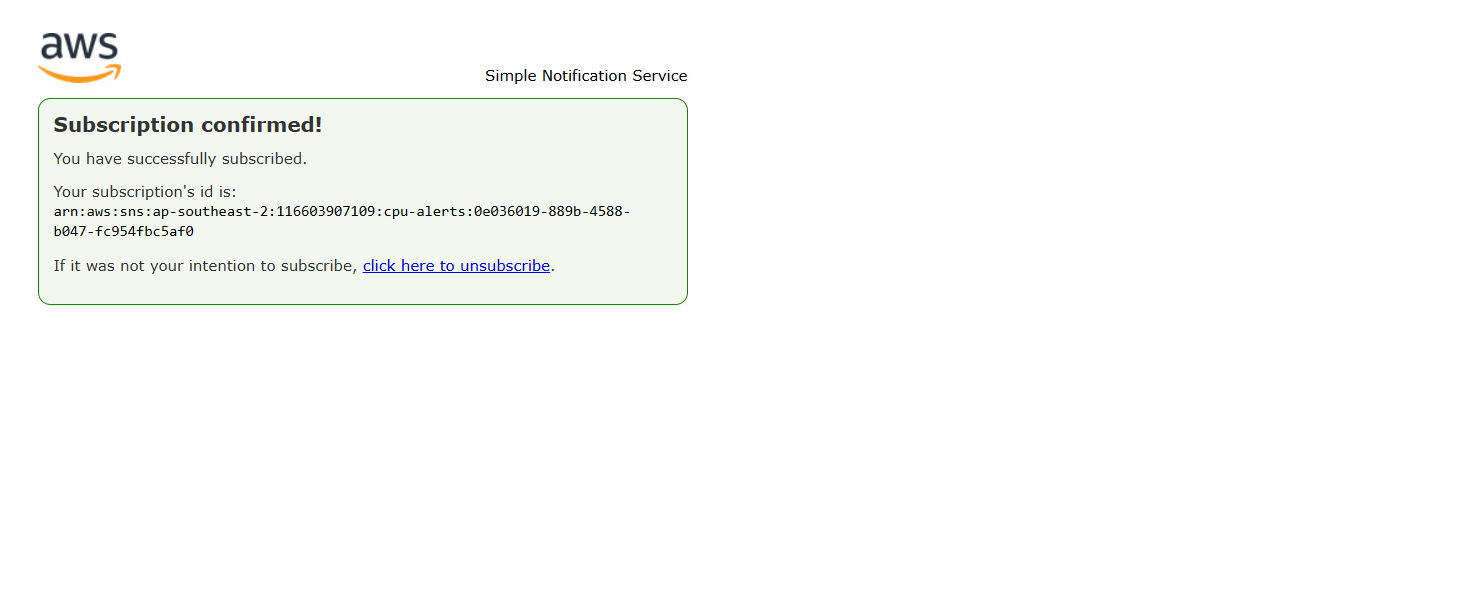 aws
Simple Notification Service
Subscription confirmed!
You have successfully subscribed.
Your subscription's id is:
arn:aws:sns:ap-southeast-2:116603907109:cpu-alerts:0e036019-889b-4588-
b047-fc954fbc5af0
If it was not your intention to subscribe, click here to unsubscribe.